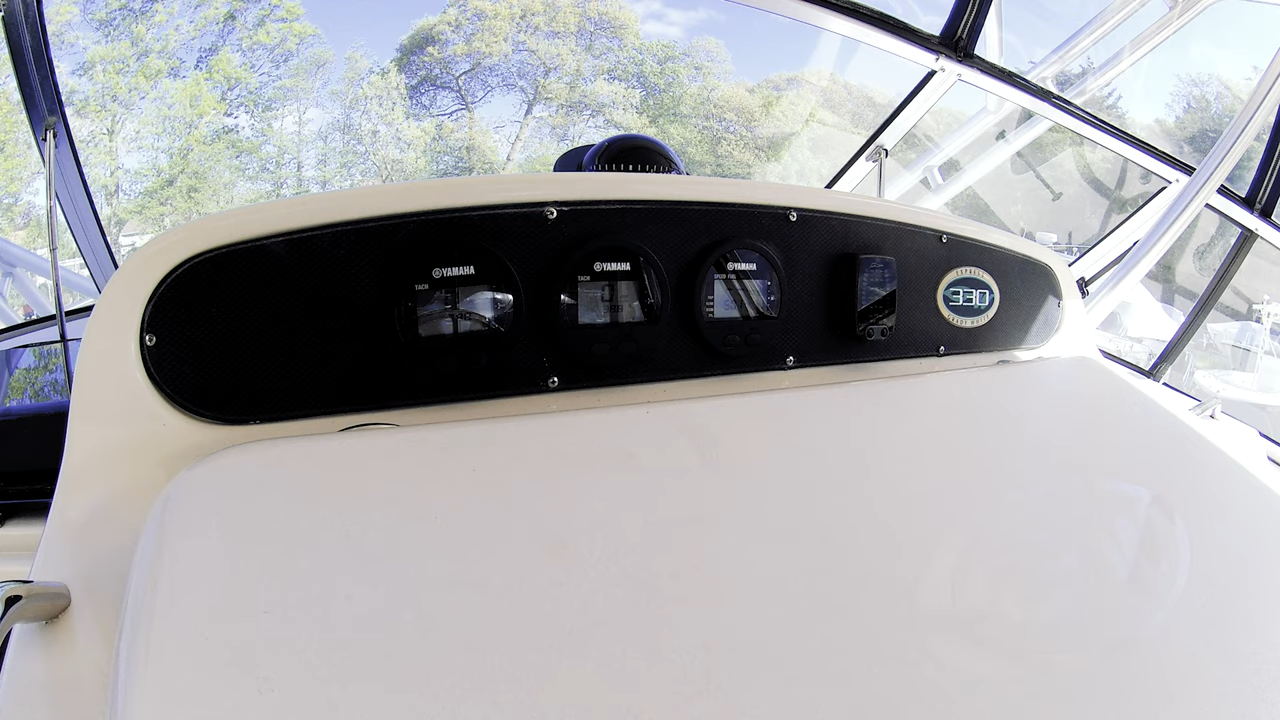 YAMAHA
TACH
YAMAHA
TACH
YAMAHA
SPEED FUEL
EXPRESS
330
GRADY-WHITE